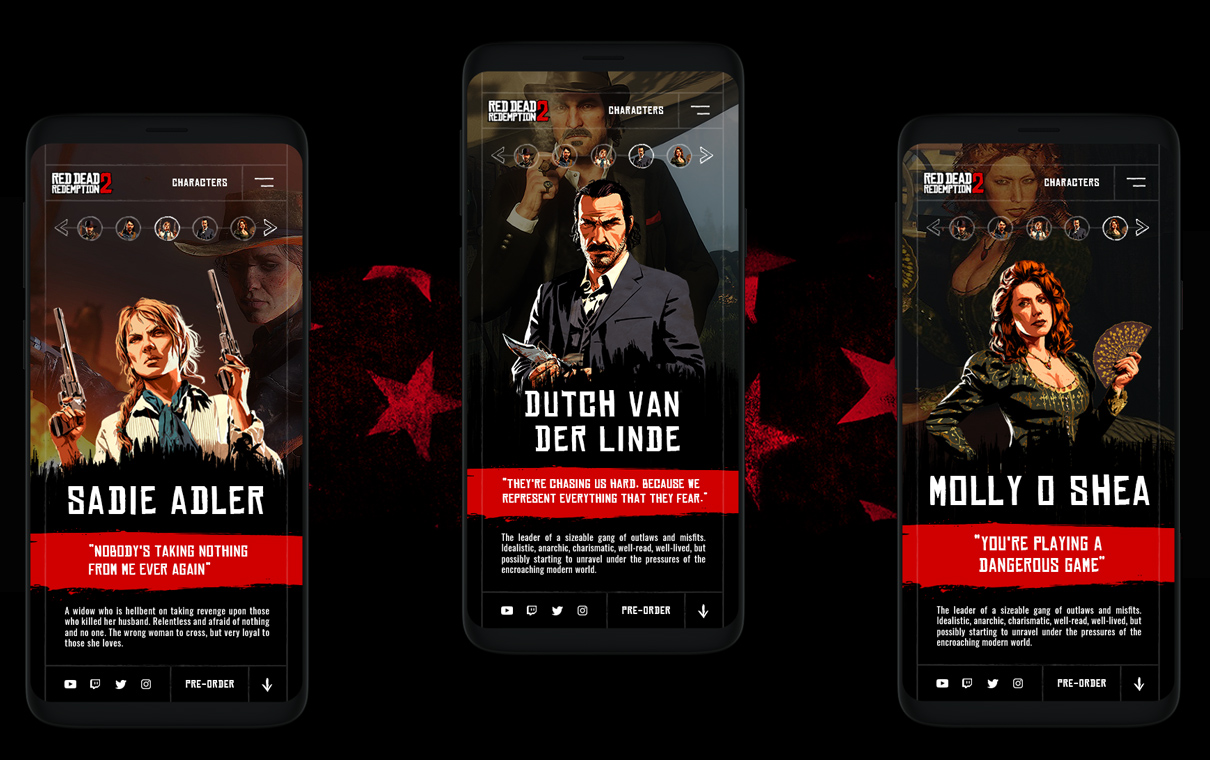 RED DEAD
REDEMPTION 2
CHARACTERS
SADIE ADLER
"NOBODY'S TAKING NOTHING
FROM ME EVER AGAIN"
A widow who is hellbent on taking revenge upon those
who killed her husband. Relentless and afraid of nothing
and no one. The wrong woman to cross, but very loyal to
those she loves.
PRE-ORDER
RED DEAD
REDEMPTION 2
CHARACTERS
DUTCH VAN
DER LINDE
"THEY'RE CHASING US HARD, BECAUSE WE
REPRESENT EVERYTHING THAT THEY FEAR."
The leader of a sizeable gang of outlaws and misfits.
Idealistic, anarchic, charismatic, well-read, well-lived, but
possibly starting to unravel under the pressures of the
encroaching modern world.
PRE-ORDER
RED DEAD
REDEMPTION 2
CHARACTERS
MOLLY O SHEA
"YOU'RE PLAYING A
DANGEROUS GAME"
The leader of a sizeable gang of outlaws and misfits.
Idealistic, anarchic, charismatic, well-read, well-lived, but
possibly starting to unravel under the pressures of the
encroaching modern world.
PRE-ORDER